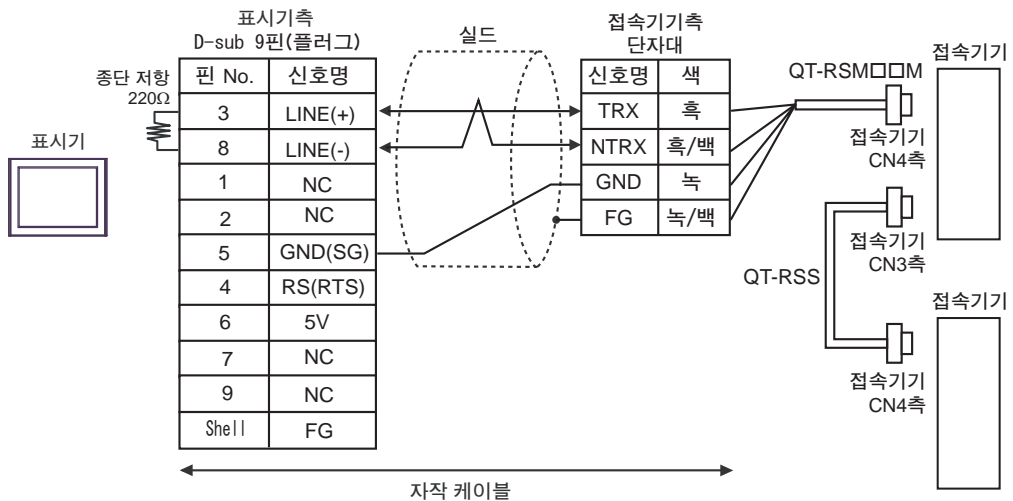 표시기측
D-sub 9핀(플러그)
실드
접속기기측
단자대
접속기기
종단 저항
220Ω
표시기
핀 No. 신호명
3 LINE(+)
8 LINE(-)
1 NC
2 NC
5 GND(SG)
4 RS(RTS)
6 5V
7 NC
9 NC
Shell FG
신호명 색
TRX 흑
NTRX 흑/백
GND 녹
FG 녹/백
QT-RSM□□M
접속기기
CN4측
접속기기
CN3측
QT-RSS
접속기기
접속기기
CN4측
자작 케이블